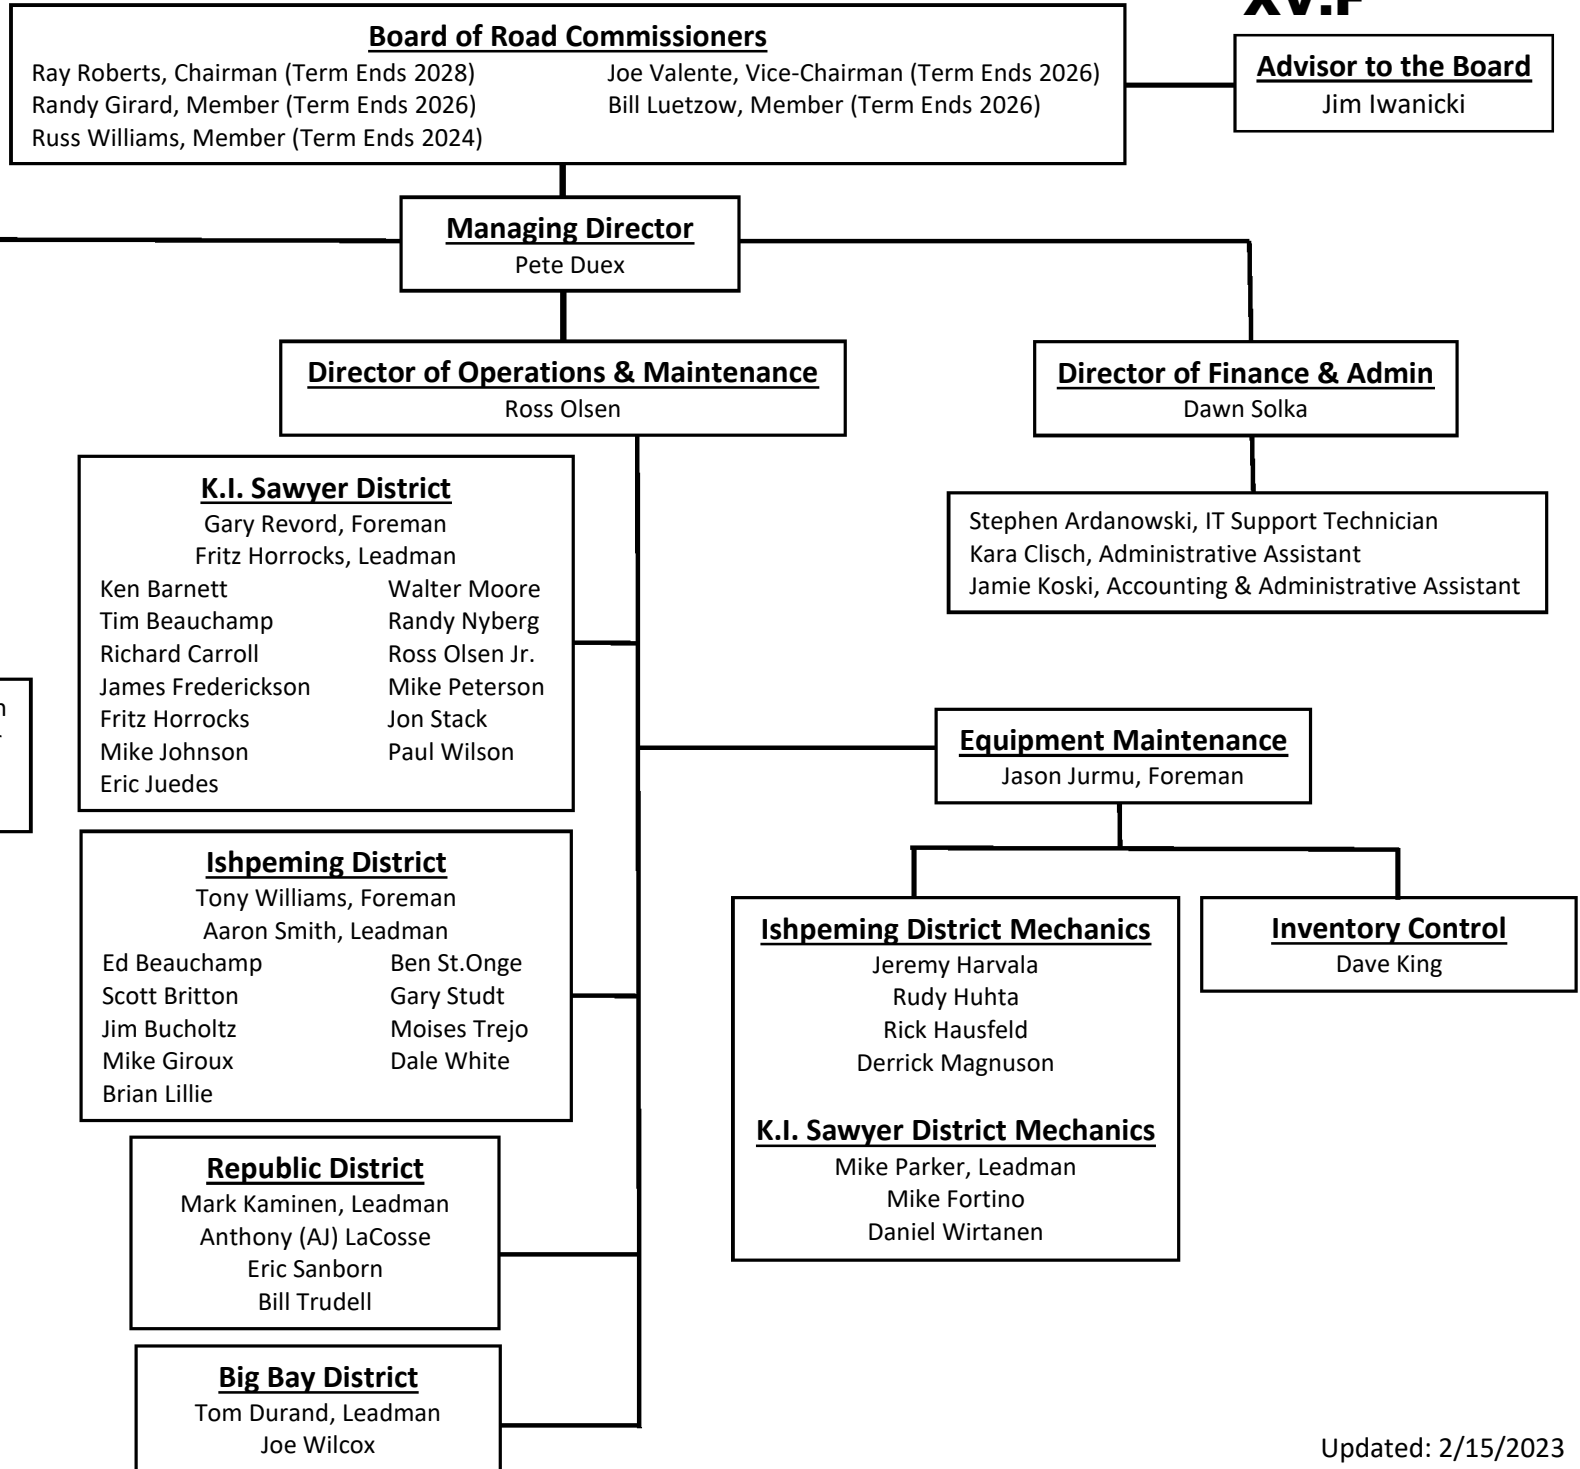 XV.F
Board of Road Commissioners
Ray Roberts, Chairman (Term Ends 2028)
Joe Valente, Vice-Chairman (Term Ends 2026)
Randy Girard, Member (Term Ends 2026)
Bill Luetzow, Member (Term Ends 2026)
Russ Williams, Member (Term Ends 2024)
Advisor to the Board
Jim Iwanicki
Managing Director
Pete Duex
Director of Operations & Maintenance
Ross Olsen
Director of Finance & Admin
Dawn Solka
Stephen Ardanowski, IT Support Technician
Kara Clisch, Administrative Assistant
Jamie Koski, Accounting & Administrative Assistant
K.I. Sawyer District
Gary Revord, Foreman
Fritz Horrocks, Leadman
Ken Barnett
Tim Beauchamp
Richard Carroll
James Frederickson
Fritz Horrocks
Mike Johnson
Eric Juedes
Walter Moore
Randy Nyberg
Ross Olsen Jr.
Mike Peterson
Jon Stack
Paul Wilson
Ishpeming District
Tony Williams, Foreman
Aaron Smith, Leadman
Ed Beauchamp
Scott Britton
Jim Bucholtz
Mike Giroux
Brian Lillie
Ben St.Onge
Gary Studt
Moises Trejo
Dale White
Republic District
Mark Kaminen, Leadman
Anthony (AJ) LaCosse
Eric Sanborn
Bill Trudell
Big Bay District
Tom Durand, Leadman
Joe Wilcox
Equipment Maintenance
Jason Jurmu, Foreman
Ishpeming District Mechanics
Jeremy Harvala
Rudy Huhta
Rick Hausfeld
Derrick Magnuson
K.I. Sawyer District Mechanics
Mike Parker, Leadman
Mike Fortino
Daniel Wirtanen
Inventory Control
Dave King
Updated: 2/15/2023